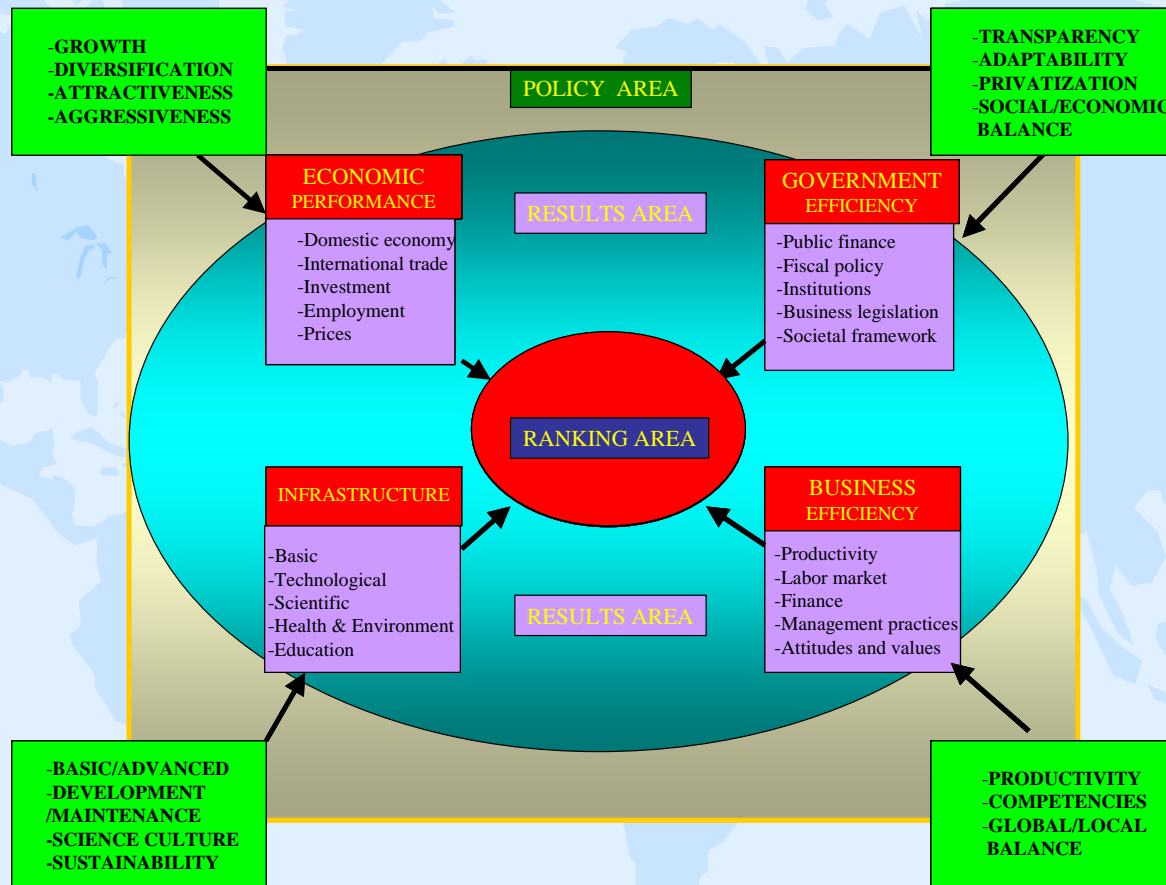 -GROWTH
-DIVERSIFICATION
-ATTRACTIVENESS
-AGGRESSIVENESS
-TRANSPARENCY
-ADAPTABILITY
-PRIVATIZATION
-SOCIAL/ECONOMIC
BALANCE
POLICY AREA
ECONOMIC
PERFORMANCE
-Domestic economy
-International trade
-Investment
-Employment
-Prices
RESULTS AREA
GOVERNMENT
EFFICIENCY
-Public finance
-Fiscal policy
-Institutions
-Business legislation
-Societal framework
RANKING AREA
INFRASTRUCTURE
-Basic
-Technological
-Scientific
-Health & Environment
-Education
RESULTS AREA
BUSINESS
EFFICIENCY
-Productivity
-Labor market
-Finance
-Management practices
-Attitudes and values
-BASIC/ADVANCED
-DEVELOPMENT
/MAINTENANCE
-SCIENCE CULTURE
-SUSTAINABILITY
-PRODUCTIVITY
-COMPETENCIES
-GLOBAL/LOCAL
BALANCE